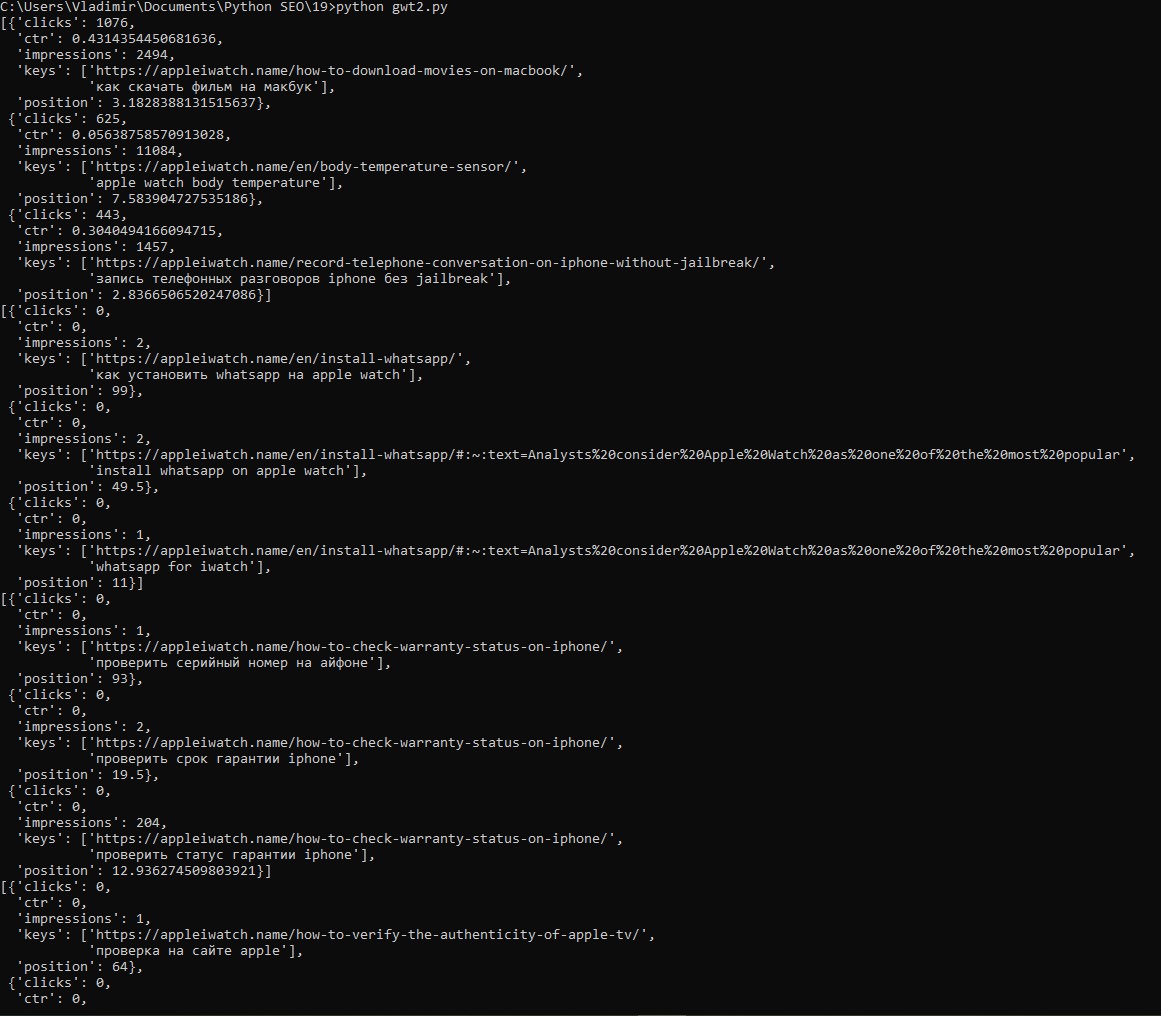 C:\Users\Vladimir\Documents\Python SEO\19>python gwt2.py
[{'clicks': 1076,
  'ctr': 0.4314354450681636,
  'impressions': 2494,
  'keys': ['https://appleiwatch.name/how-to-download-movies-on-macbook/',
           'как скачать фильм на макбук'],
  'position': 3.1828388131515637},
 {'clicks': 625,
  'ctr': 0.05638758570913028,
  'impressions': 11084,
  'keys': ['https://appleiwatch.name/en/body-temperature-sensor/',
           'apple watch body temperature'],
  'position': 7.583904727535186},
 {'clicks': 443,
  'ctr': 0.3040494166094715,
  'impressions': 1457,
  'keys': ['https://appleiwatch.name/record-telephone-conversation-on-iphone-without-jailbreak/',
           'запись телефонных разговоров iphone без jailbreak'],
  'position': 2.8366506520247086}]
[{'clicks': 0,
  'ctr': 0,
  'impressions': 2,
  'keys': ['https://appleiwatch.name/en/install-whatsapp/',
           'как установить whatsapp на apple watch'],
  'position': 99},
 {'clicks': 0,
  'ctr': 0,
  'impressions': 2,
  'keys': ['https://appleiwatch.name/en/install-whatsapp/#:~:text=Analysts%20consider%20Apple%20Watch%20as%20one%20of%20the%20most%20popular',
           'install whatsapp on apple watch'],
  'position': 49.5},
 {'clicks': 0,
  'ctr': 0,
  'impressions': 1,
  'keys': ['https://appleiwatch.name/en/install-whatsapp/#:~:text=Analysts%20consider%20Apple%20Watch%20as%20one%20of%20the%20most%20popular',
           'whatsapp for iwatch'],
  'position': 11}]
[{'clicks': 0,
  'ctr': 0,
  'impressions': 1,
  'keys': ['https://appleiwatch.name/how-to-check-warranty-status-on-iphone/',
           'проверить серийный номер на айфоне'],
  'position': 93},
 {'clicks': 0,
  'ctr': 0,
  'impressions': 2,
  'keys': ['https://appleiwatch.name/how-to-check-warranty-status-on-iphone/',
           'проверить срок гарантии iphone'],
  'position': 19.5},
 {'clicks': 0,
  'ctr': 0,
  'impressions': 204,
  'keys': ['https://appleiwatch.name/how-to-check-warranty-status-on-iphone/',
           'проверить статус гарантии iphone'],
  'position': 12.936274509803921}]
[{'clicks': 0,
  'ctr': 0,
  'impressions': 1,
  'keys': ['https://appleiwatch.name/how-to-verify-the-authenticity-of-apple-tv/',
           'проверка на сайте apple'],
  'position': 64},
 {'clicks': 0,
  'ctr': 0,